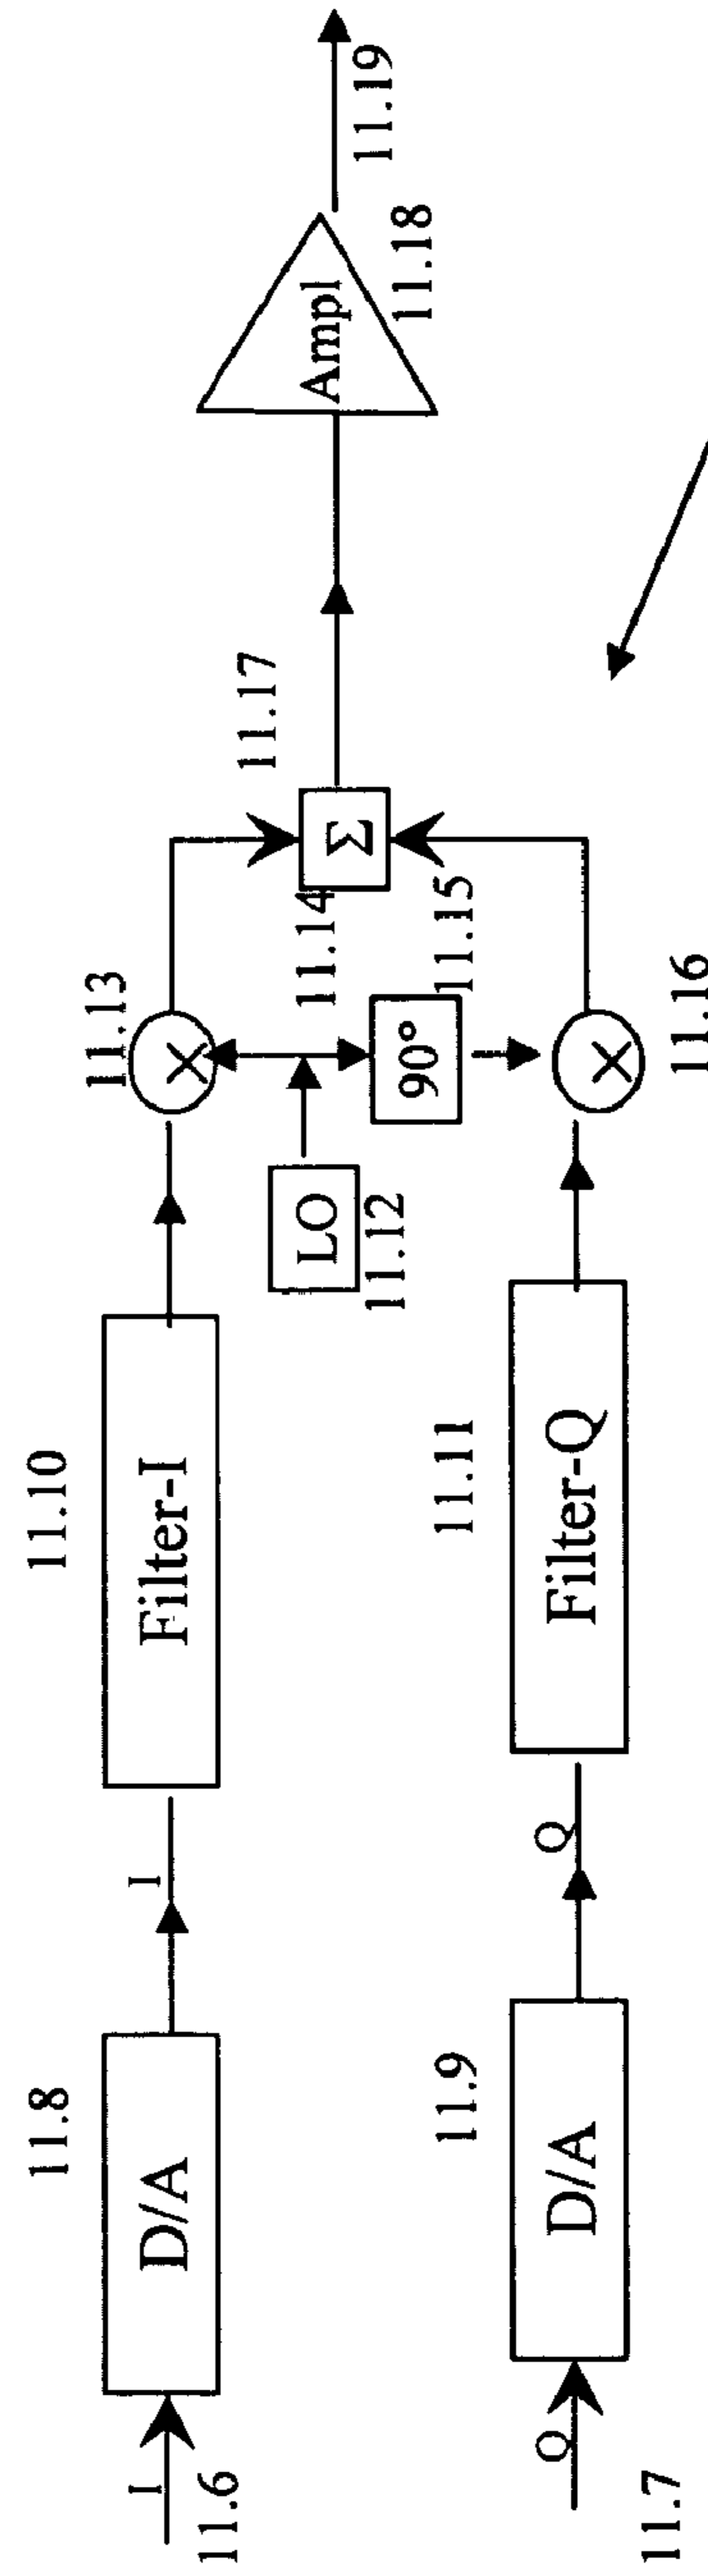 I
11.6
D/A
11.8
I
Filter-I
11.10
11.13
X
LO
11.12
11.14
90°
11.15
Σ
11.17
Ampl
11.18
11.19
Q
11.7
D/A
11.9
Q
Filter-Q
11.11
X
11.16